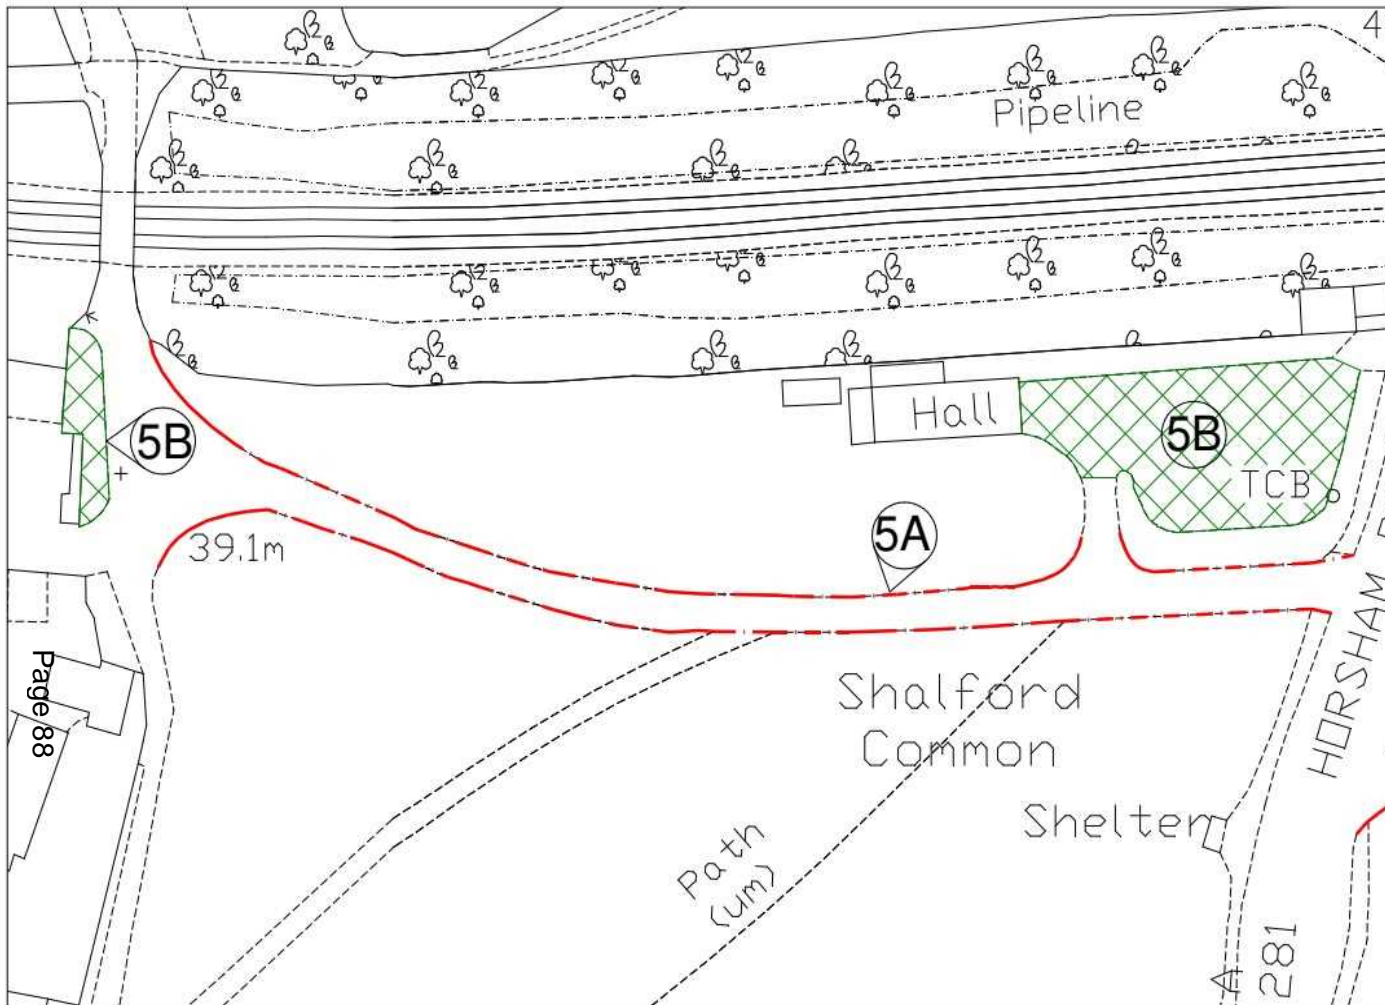 4
Pipeline
Hall
5B
5B
TCB
5A
39.1m
Shalford
Common
HORSHAM
Shelter
Path
(um)
A 281
Page 88